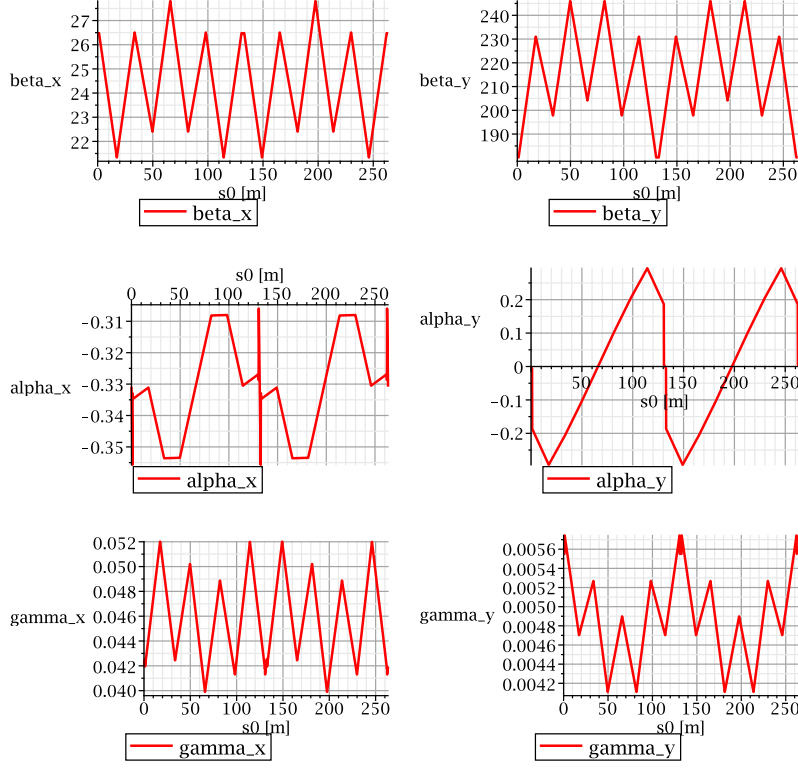 27
26
25
24
23
22
beta_x
0 50 100 150 200 250
s0 [m]
beta_x
240
230
220
210
200
190
beta_y
0 50 100 150 200 250
s0 [m]
beta_y
s0 [m]
0 50 100 150 200
-0.31
-0.32
-0.33
-0.34
-0.35
alpha_x
alpha_x
0.2
0.1
0
-0.1
-0.2
alpha_y
50 100 150 200 250
s0 [m]
alpha_y
0.052
0.050
0.048
0.046
0.044
0.042
0.040
gamma_x
0 50 100 150 200 250
s0 [m]
gamma_x
0.0056
0.0052
0.0050
0.0048
0.0044
0.0042
gamma_y
0 50 100 150 200 250
s0 [m]
gamma_y